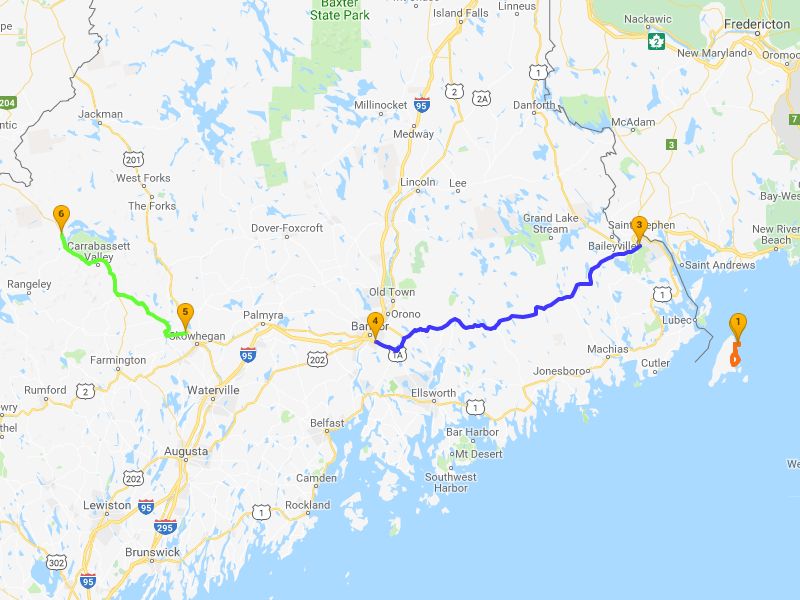 Baxter
State Park
Island Falls
Linneus
Nackawic
Fredericton
2
New Maryland
Oromoc
1
204
ntic
Jackman
Millinocket
95
2
2A
Danforth
Medway
McAdam
7
3
201
West Forks
The Forks
Lincoln
Lee
Bay-Wes
6
Dover-Foxcroft
Grand Lake
Stream
3
Baileyville
New River
Beach
Carrabassett
Valley
Saint Andrews
Rangeley
Old Town
1
5
Palmyra
Orono
4
Lubec
1
Skowhegan
95
202
1A
Machias
Cutler
Farmington
Jonesboro
Rumford
2
Waterville
Ellsworth
1
wry
thel
Belfast
Bar Harbor
Augusta
Mt Desert
202
Camden
Southwest
Harbor
We
Lewiston
95
1
Rockland
295
Brunswick
302
95